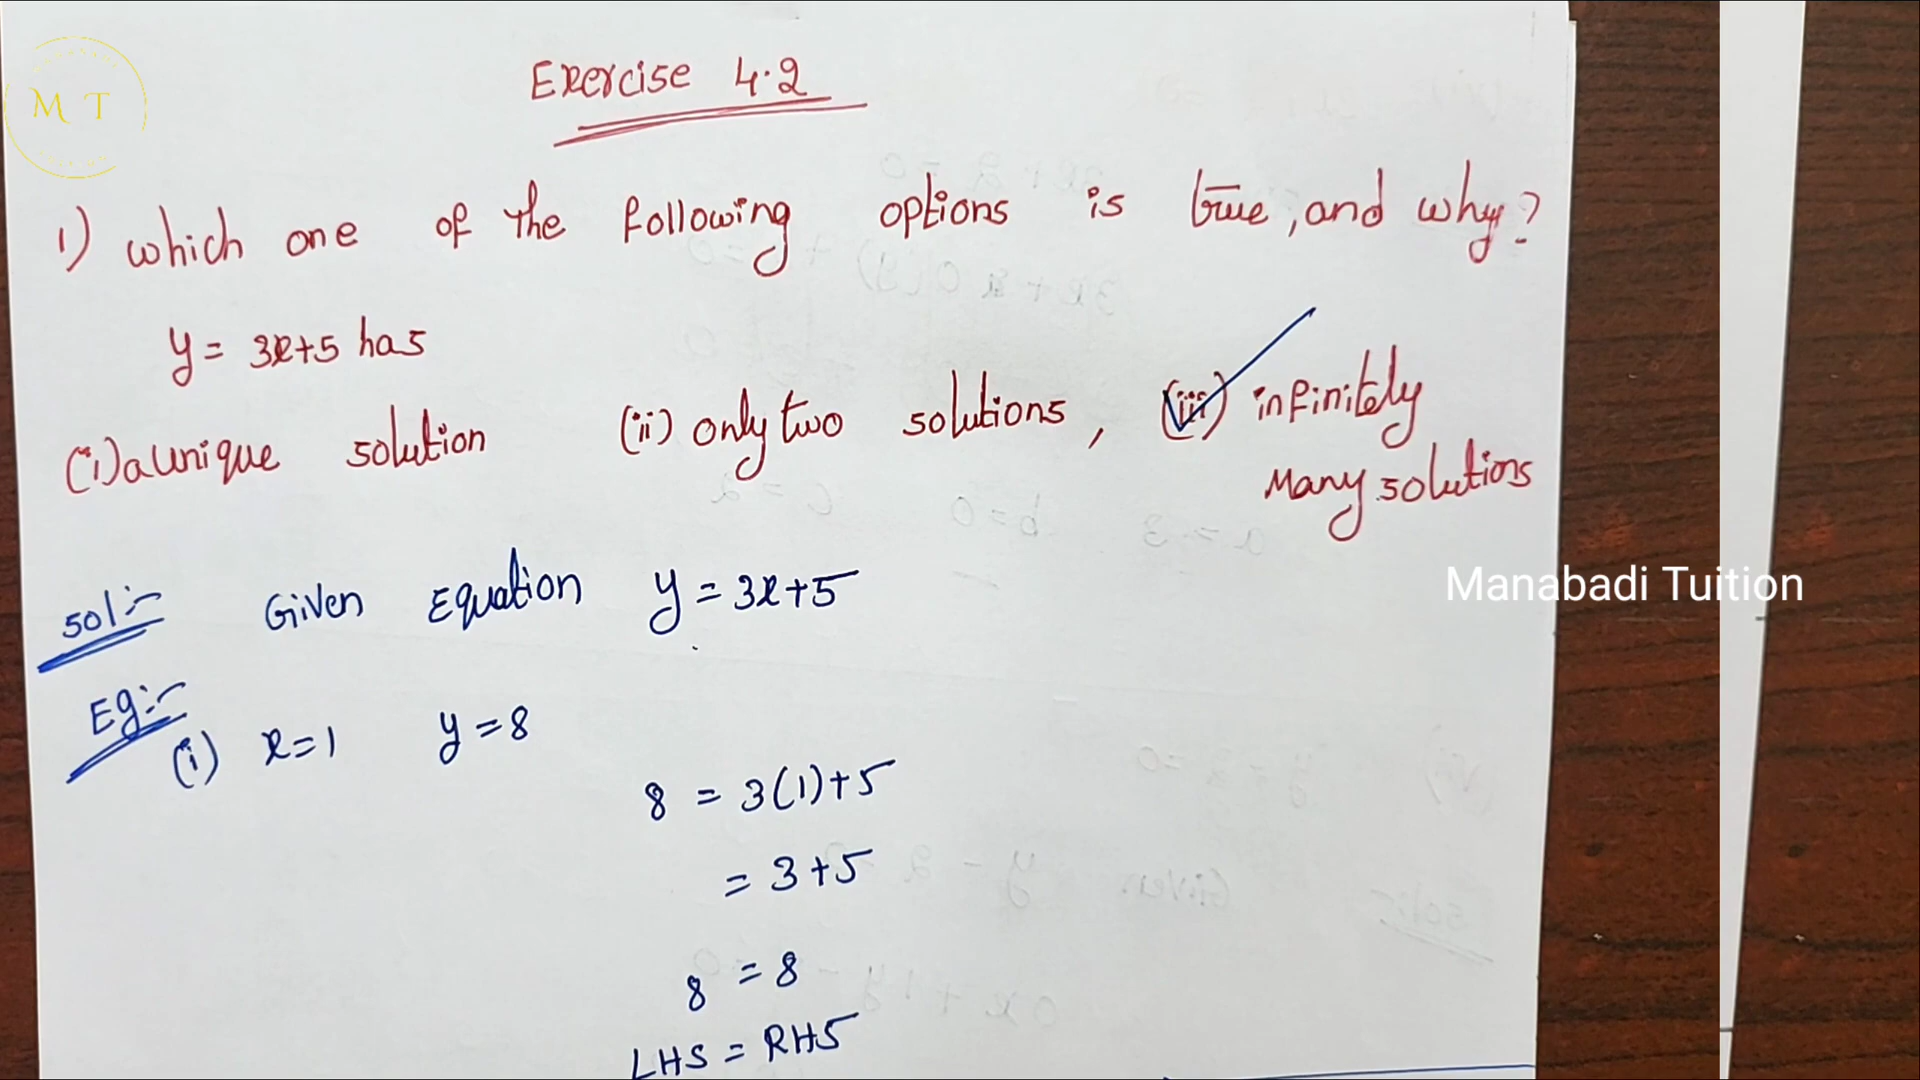 M T
Exercise 4.2
1) which one of the following options is true, and why?
y = 3x+5 has
(i) a unique solution (ii) only two solutions, (iii) infinitely
Many solutions
Sol:- Given Equation y = 3x+5
Manabadi Tuition
Eg:-
(i) x=1 y=8
8 = 3(1)+5
= 3+5
8 = 8
LHS = RHS